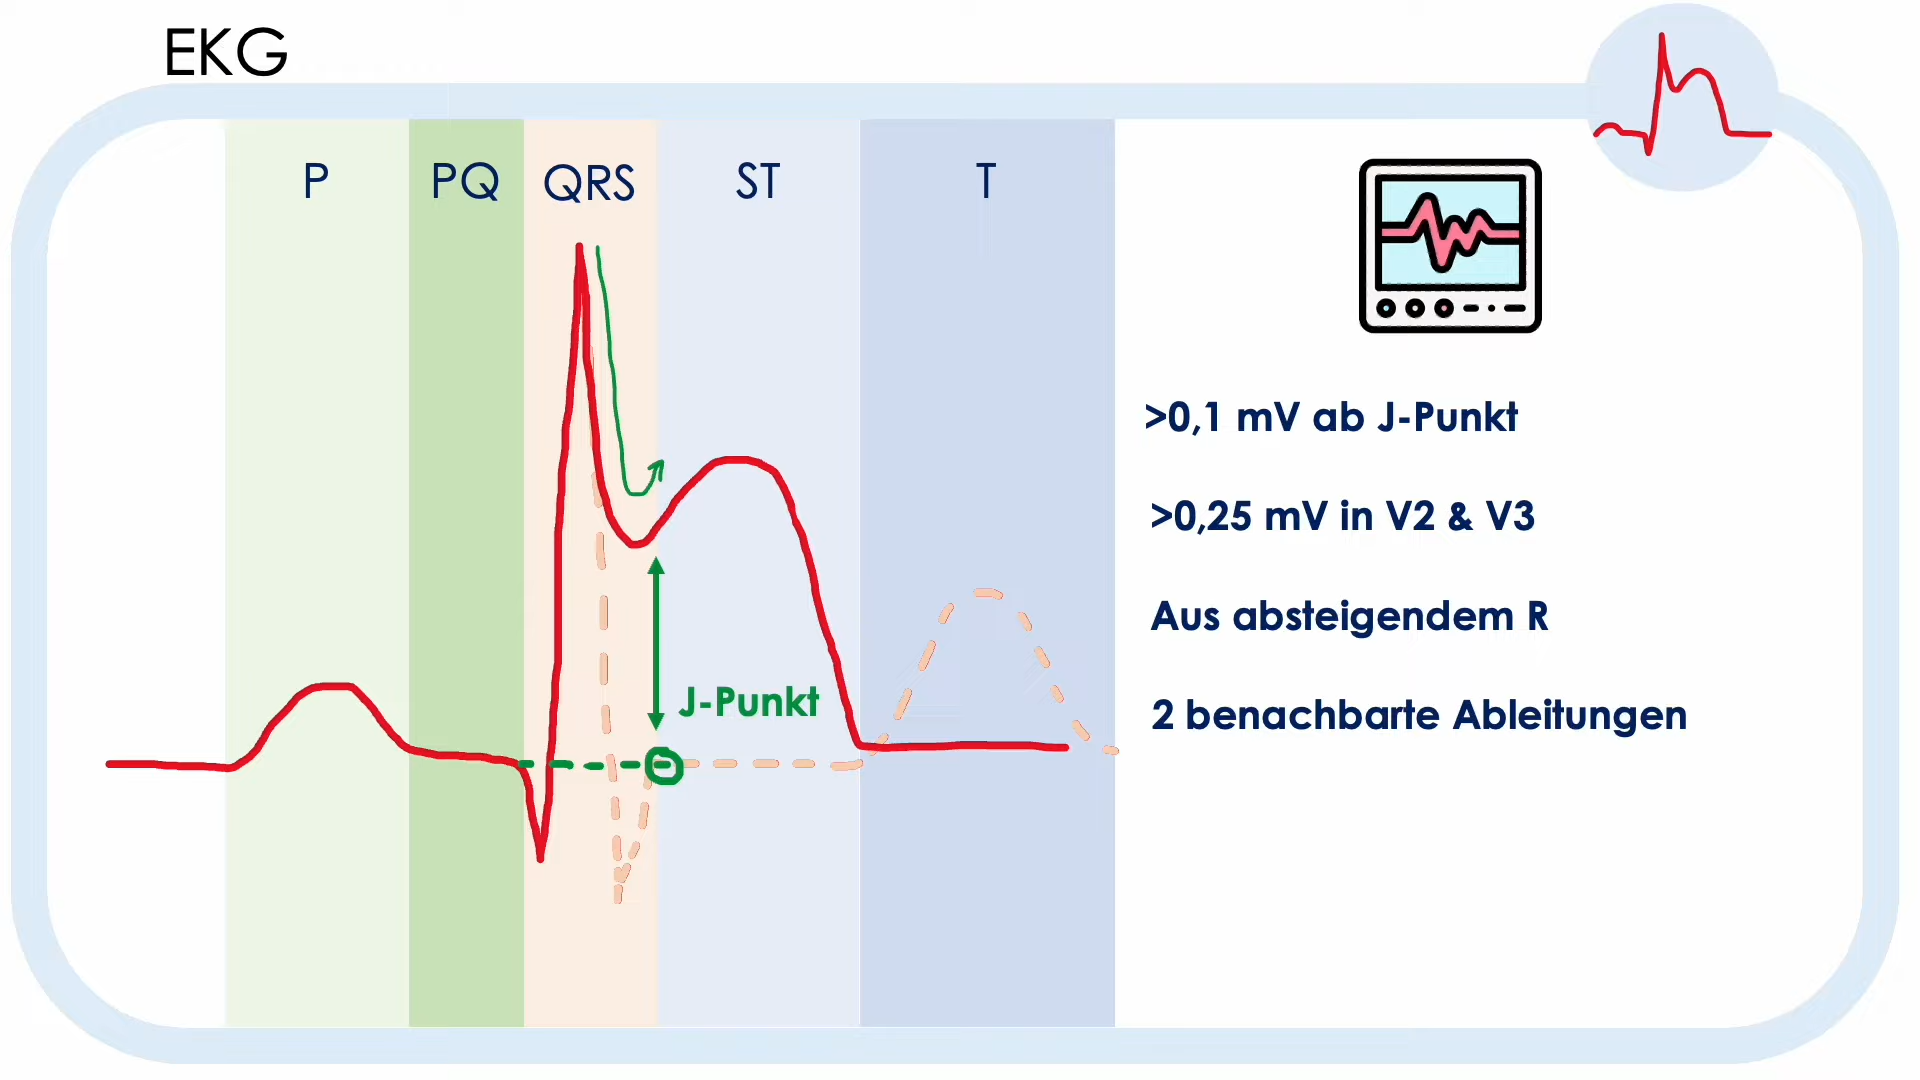 EKG
P PQ QRS ST T
>0,1 mV ab J-Punkt
>0,25 mV in V2 & V3
Aus absteigendem R
J-Punkt
2 benachbarte Ableitungen